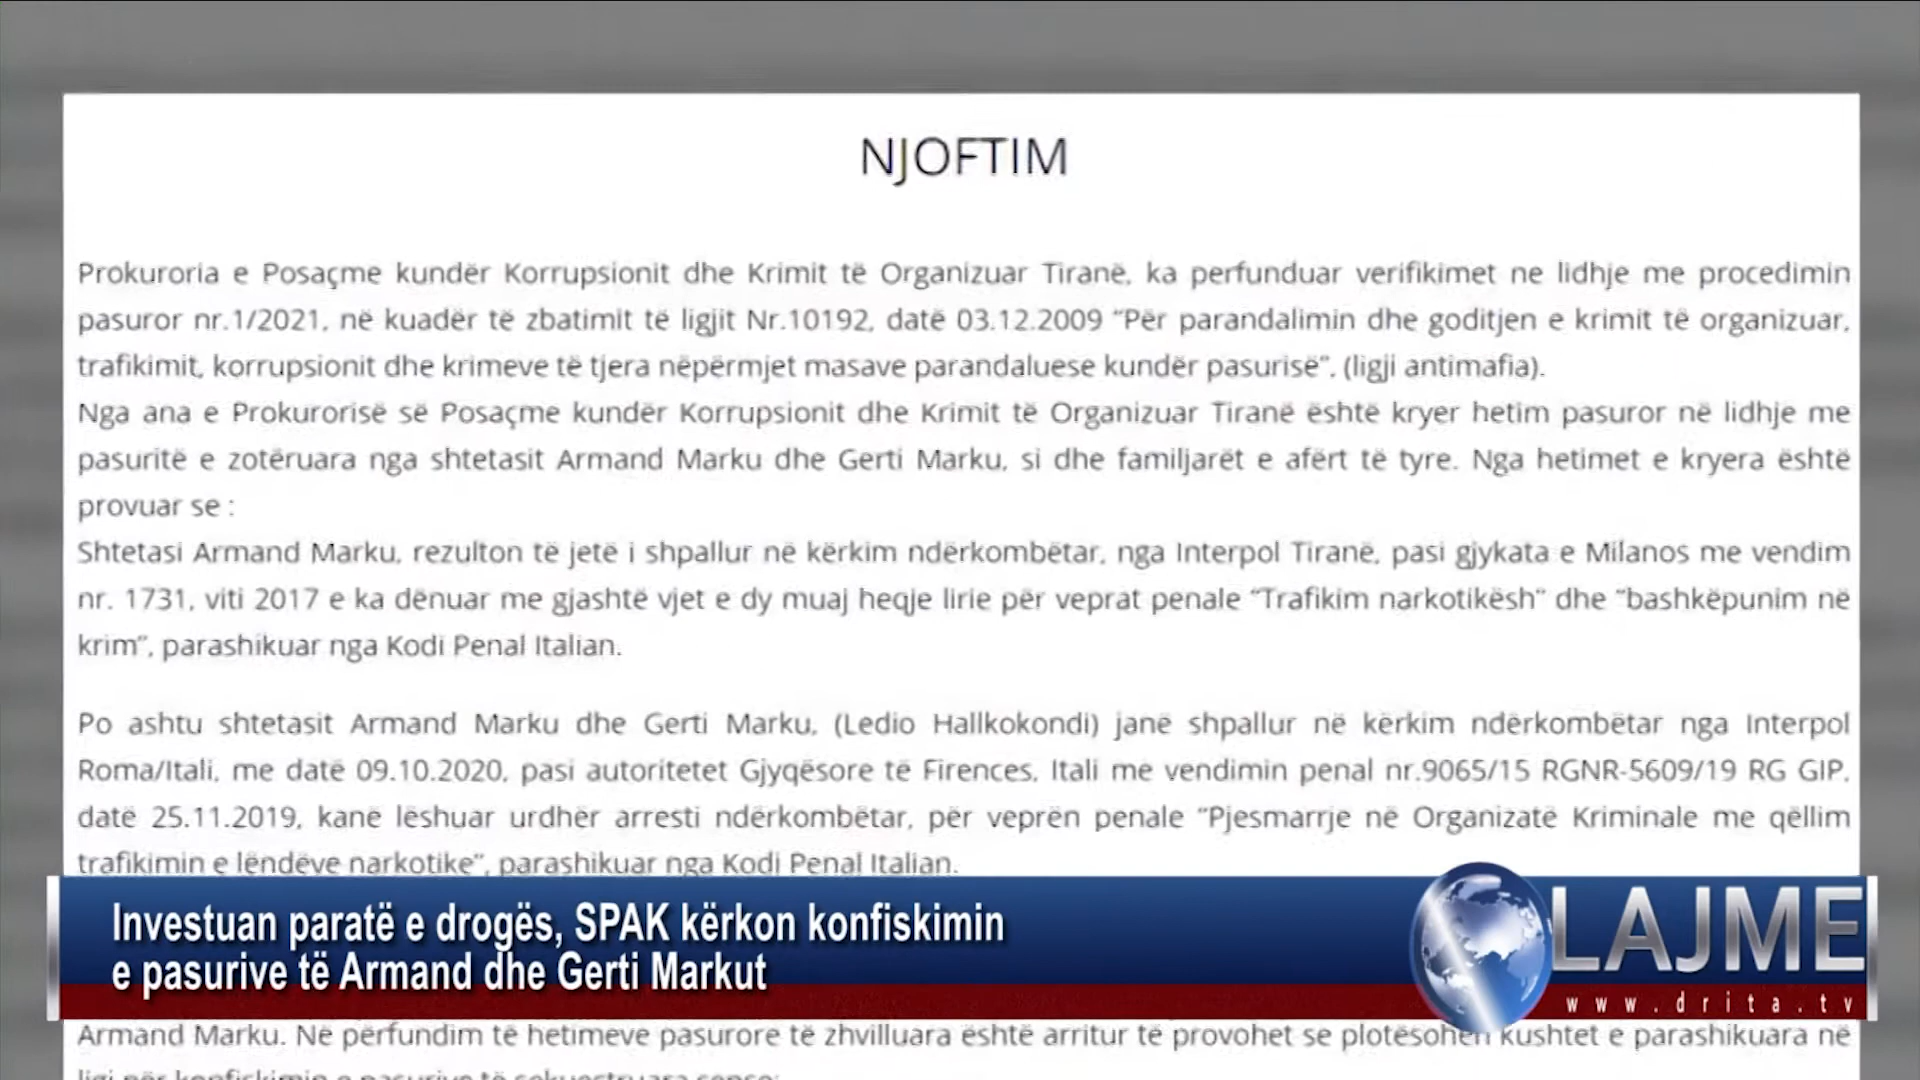 NJOFTIM
Prokuroria e Posaçme kundër Korrupsionit dhe Krimit të Organizuar Tiranë, ka perfunduar verifikimet ne lidhje me procedimin
pasuror nr.1/2021, në kuadër të zbatimit të ligjit Nr.10192, datë 03.12.2009 “Për parandalimin dhe goditjen e krimit të organizuar,
trafikimit, korrupsionit dhe krimeve të tjera nëpërmjet masave parandaluese kundër pasurisë”. (ligji antimafia).
Nga ana e Prokurorisë së Posaçme kundër Korrupsionit dhe Krimit të Organizuar Tiranë është kryer hetim pasuror në lidhje me
pasuritë e zotëruara nga shtetasit Armand Marku dhe Gerti Marku, si dhe familjarët e afërt të tyre. Nga hetimet e kryera është
provuar se :
Shtetasi Armand Marku, rezulton të jetë i shpallur në kërkim ndërkombëtar, nga Interpol Tiranë, pasi gjykata e Milanos me vendim
nr. 1731, viti 2017 e ka dënuar me gjashtë vjet e dy muaj heqje lirie për veprat penale “Trafikim narkotikësh” dhe “bashkëpunim në
krim”, parashikuar nga Kodi Penal Italian.
Po ashtu shtetasit Armand Marku dhe Gerti Marku, (Ledio Hallkokondi) janë shpallur në kërkim ndërkombëtar nga Interpol
Roma/Itali, me datë 09.10.2020, pasi autoritetet Gjyqësore të Firences, Itali me vendimin penal nr.9065/15 RGNR-5609/19 RG GIP,
datë 25.11.2019, kanë lëshuar urdhër arresti ndërkombëtar, për veprën penale “Pjesmarrje në Organizatë Kriminale me qëllim
trafikimin e lëndëve narkotike”, parashikuar nga Kodi Penal Italian.
Investuan paratë e drogës, SPAK kërkon konfiskimin
e pasurive të Armand dhe Gerti Markut
LAJME
www.drita.tv
Armand Marku. Në përfundim të hetimeve pasurore të zhvilluara është arritur të provohet se plotësohen kushtet e parashikuara në
ligj për konfiskimin e pasurive të sekuestruara sepse: